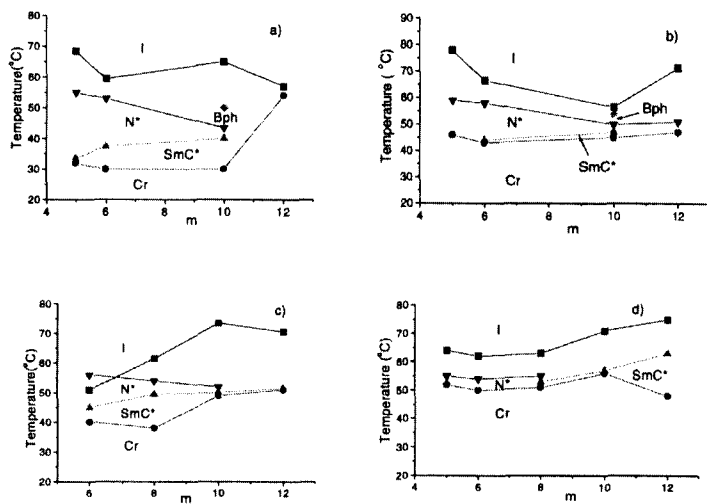 a)
Temperature(°C)
80
70
60
50
40
30
20
I
N*
Bph
SmC*
Cr
4 6 8 10 12
m
b)
Temperature ( °C)
90
80
70
60
50
40
30
20
I
N*
Bph
SmC*
Cr
4 6 8 10 12
m
c)
Temperature(°C)
80
70
60
50
40
30
20
I
N*
SmC*
Cr
6 8 10 12
m
d)
Temperature (°C)
80
70
60
50
40
30
20
I
N*
SmC*
Cr
4 6 8 10 12
m